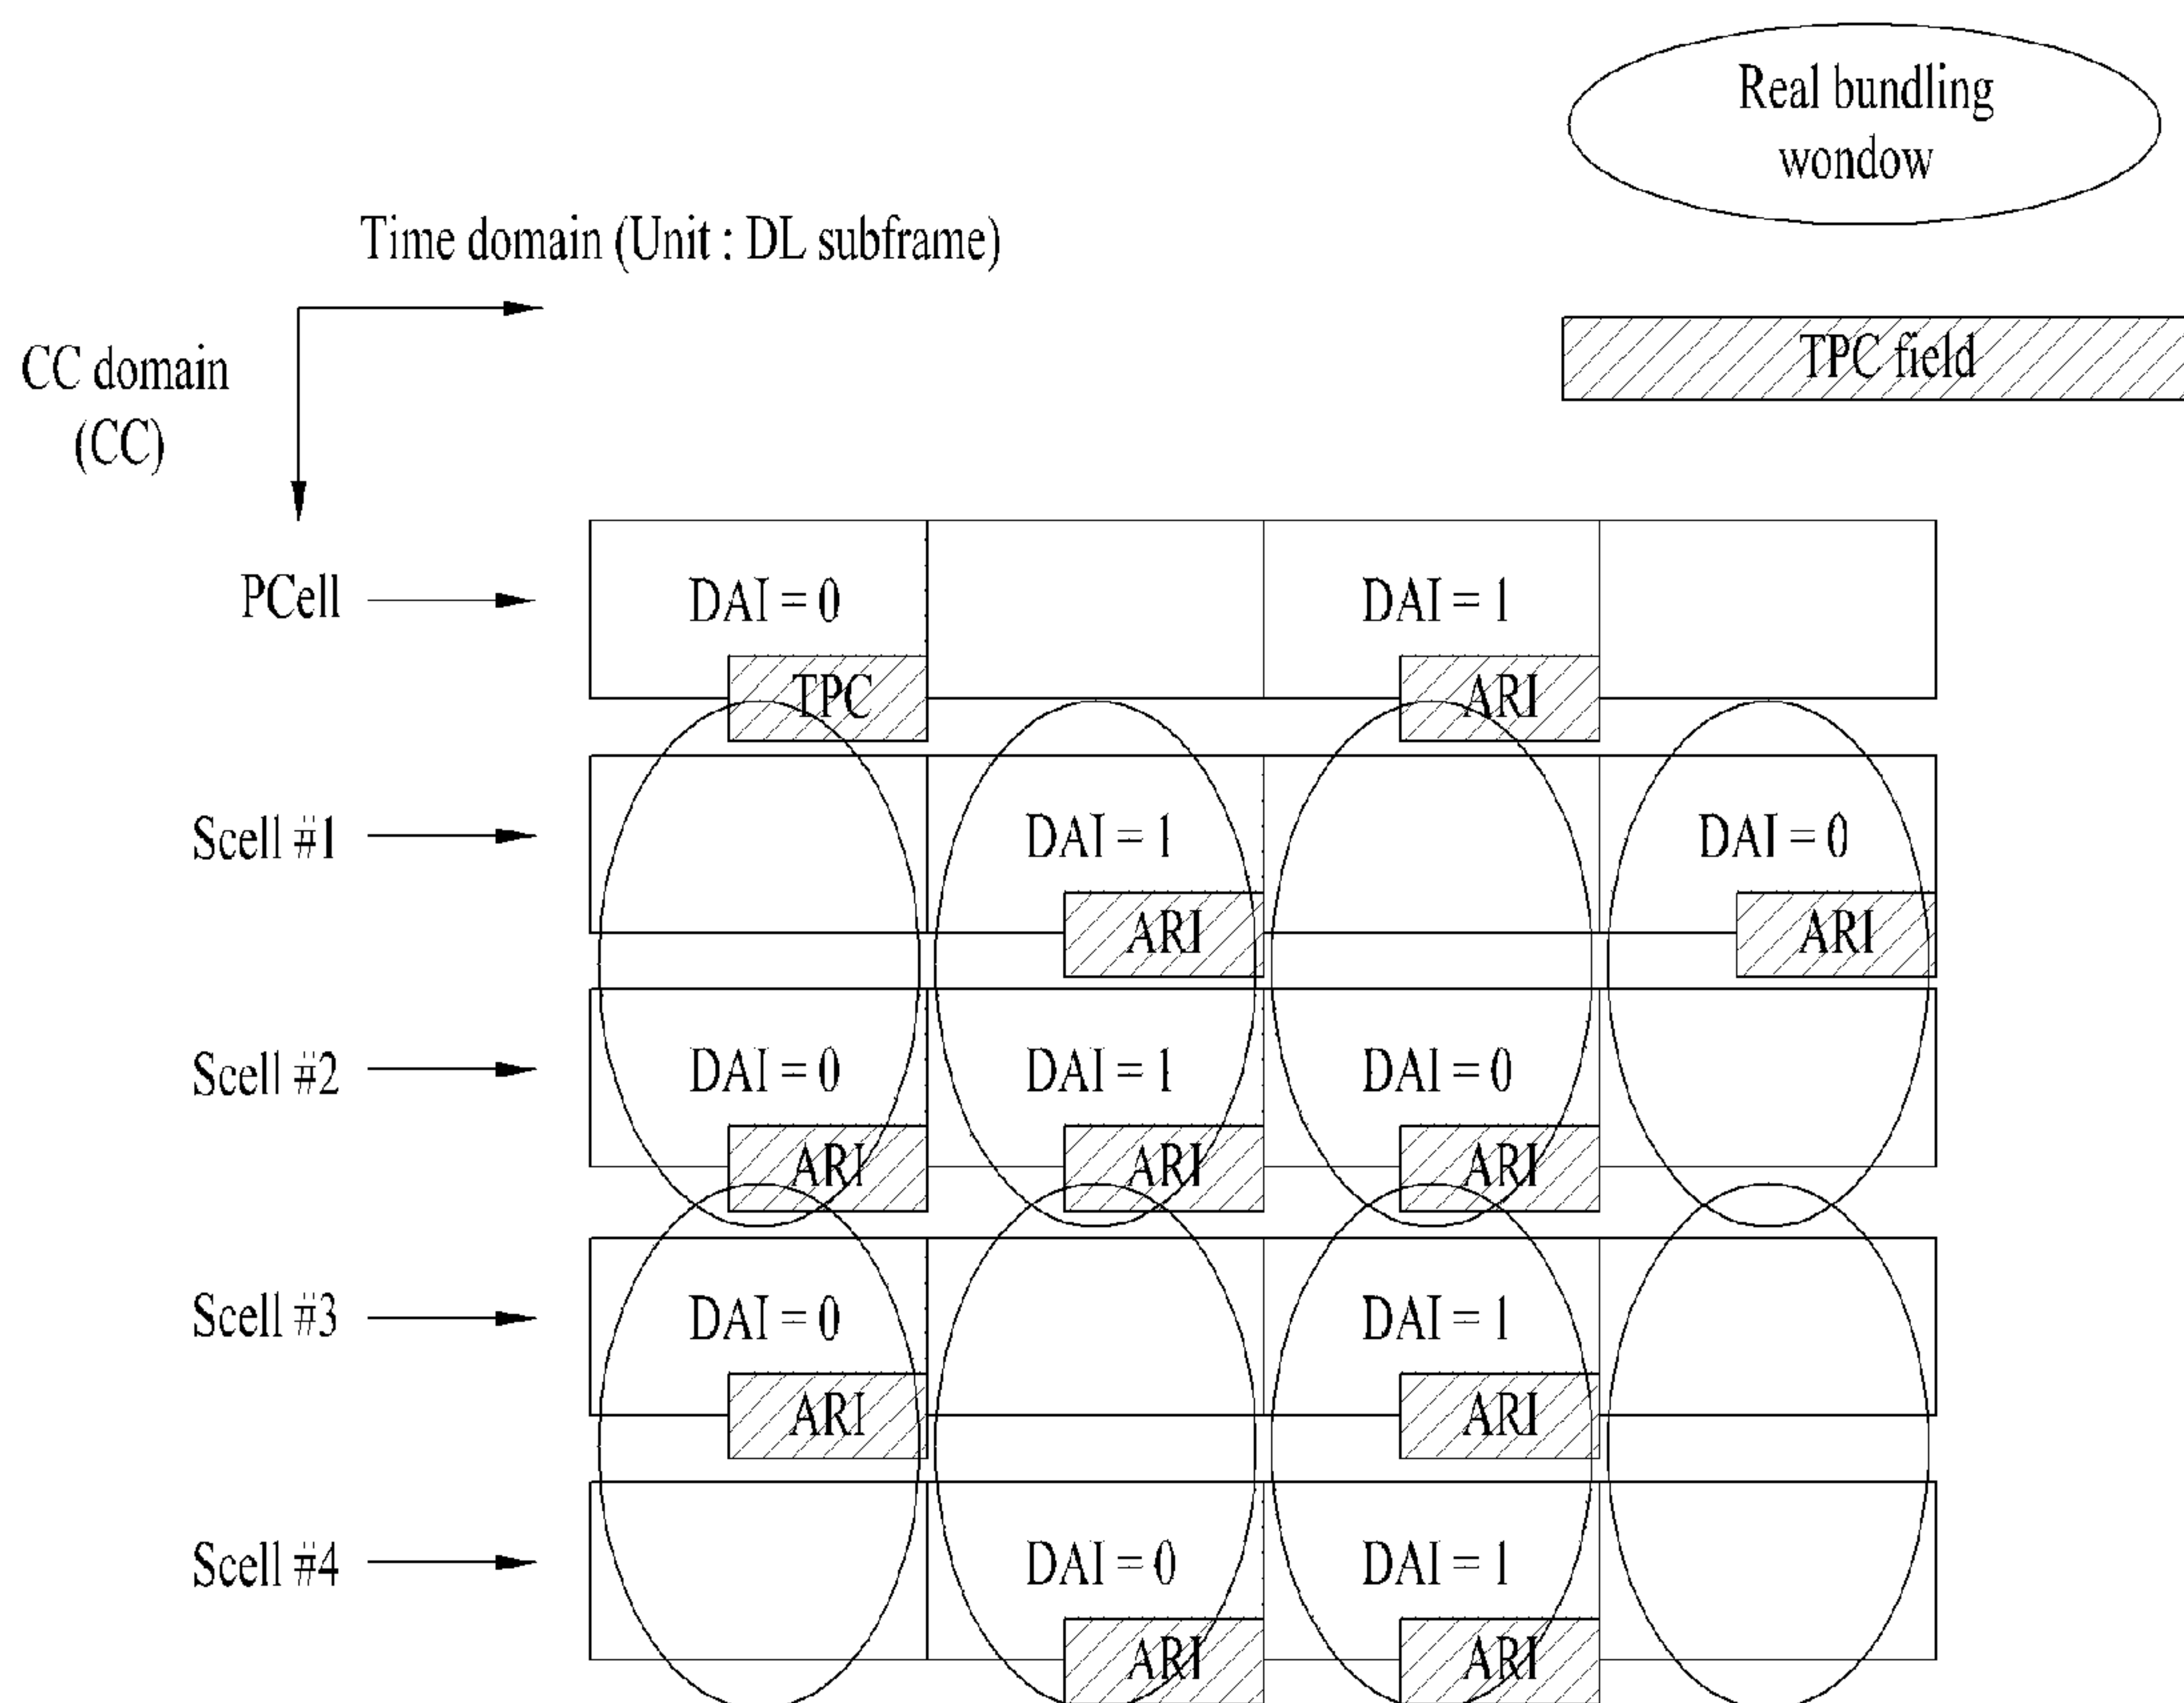 Real bundling
wondow
Time domain (Unit : DL subframe)
TPC field
CC domain
(CC)
PCell
DAI = 0
DAI = 1
TPC
ARI
Scell #1
DAI = 1
DAI = 0
ARI
ARI
Scell #2
DAI = 0
DAI = 1
DAI = 0
ARI
ARI
ARI
Scell #3
DAI = 0
DAI = 1
ARI
ARI
Scell #4
DAI = 0
DAI = 1
ARI
ARI